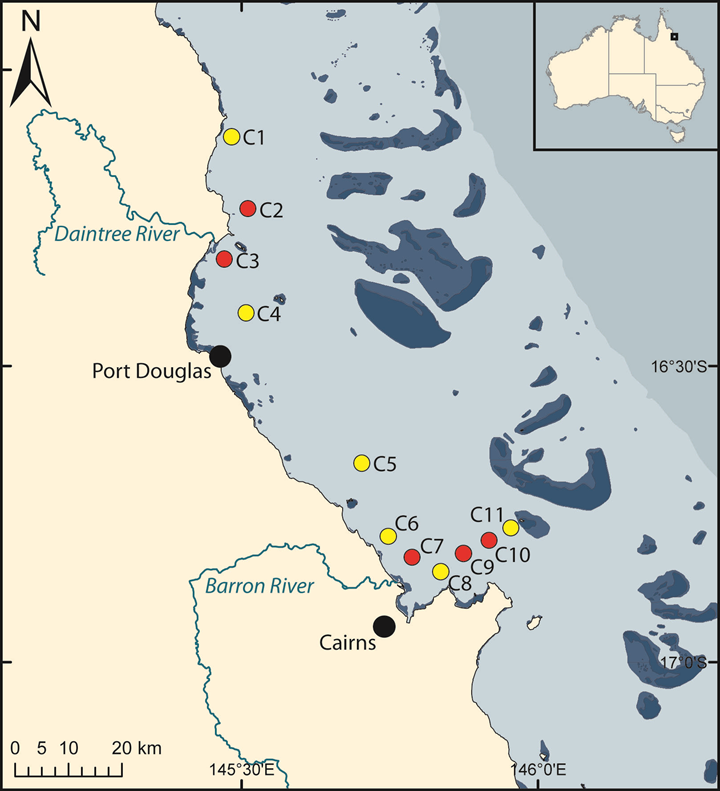 N
C1
C2
Daintree River
C3
C4
Port Douglas
16°30'S
C5
C11
C6
C7
C10
C9
C8
Barron River
Cairns
17°0'S
0 5 10 20 km
145°30'E
146°0'E